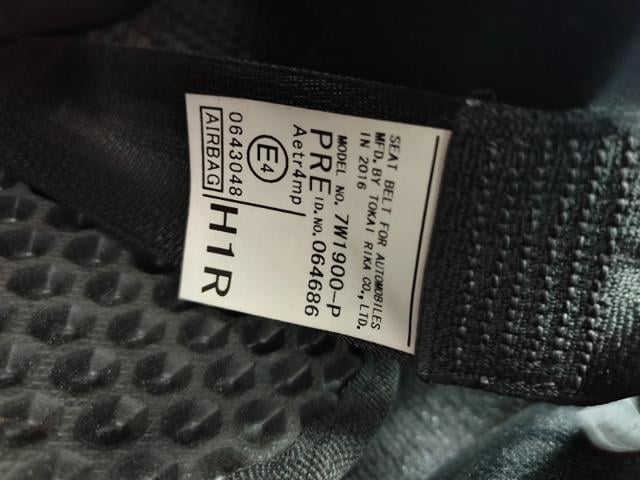 SEAT BELT FOR AUTOMOBILES
MFD. BY TOKAI RIKA CO., LTD.
IN 2016
MODEL NO. 7W1900-P
PRE ID.NO. 064686
Aetr4mp
E4
0643048
AIRBAG
H1R